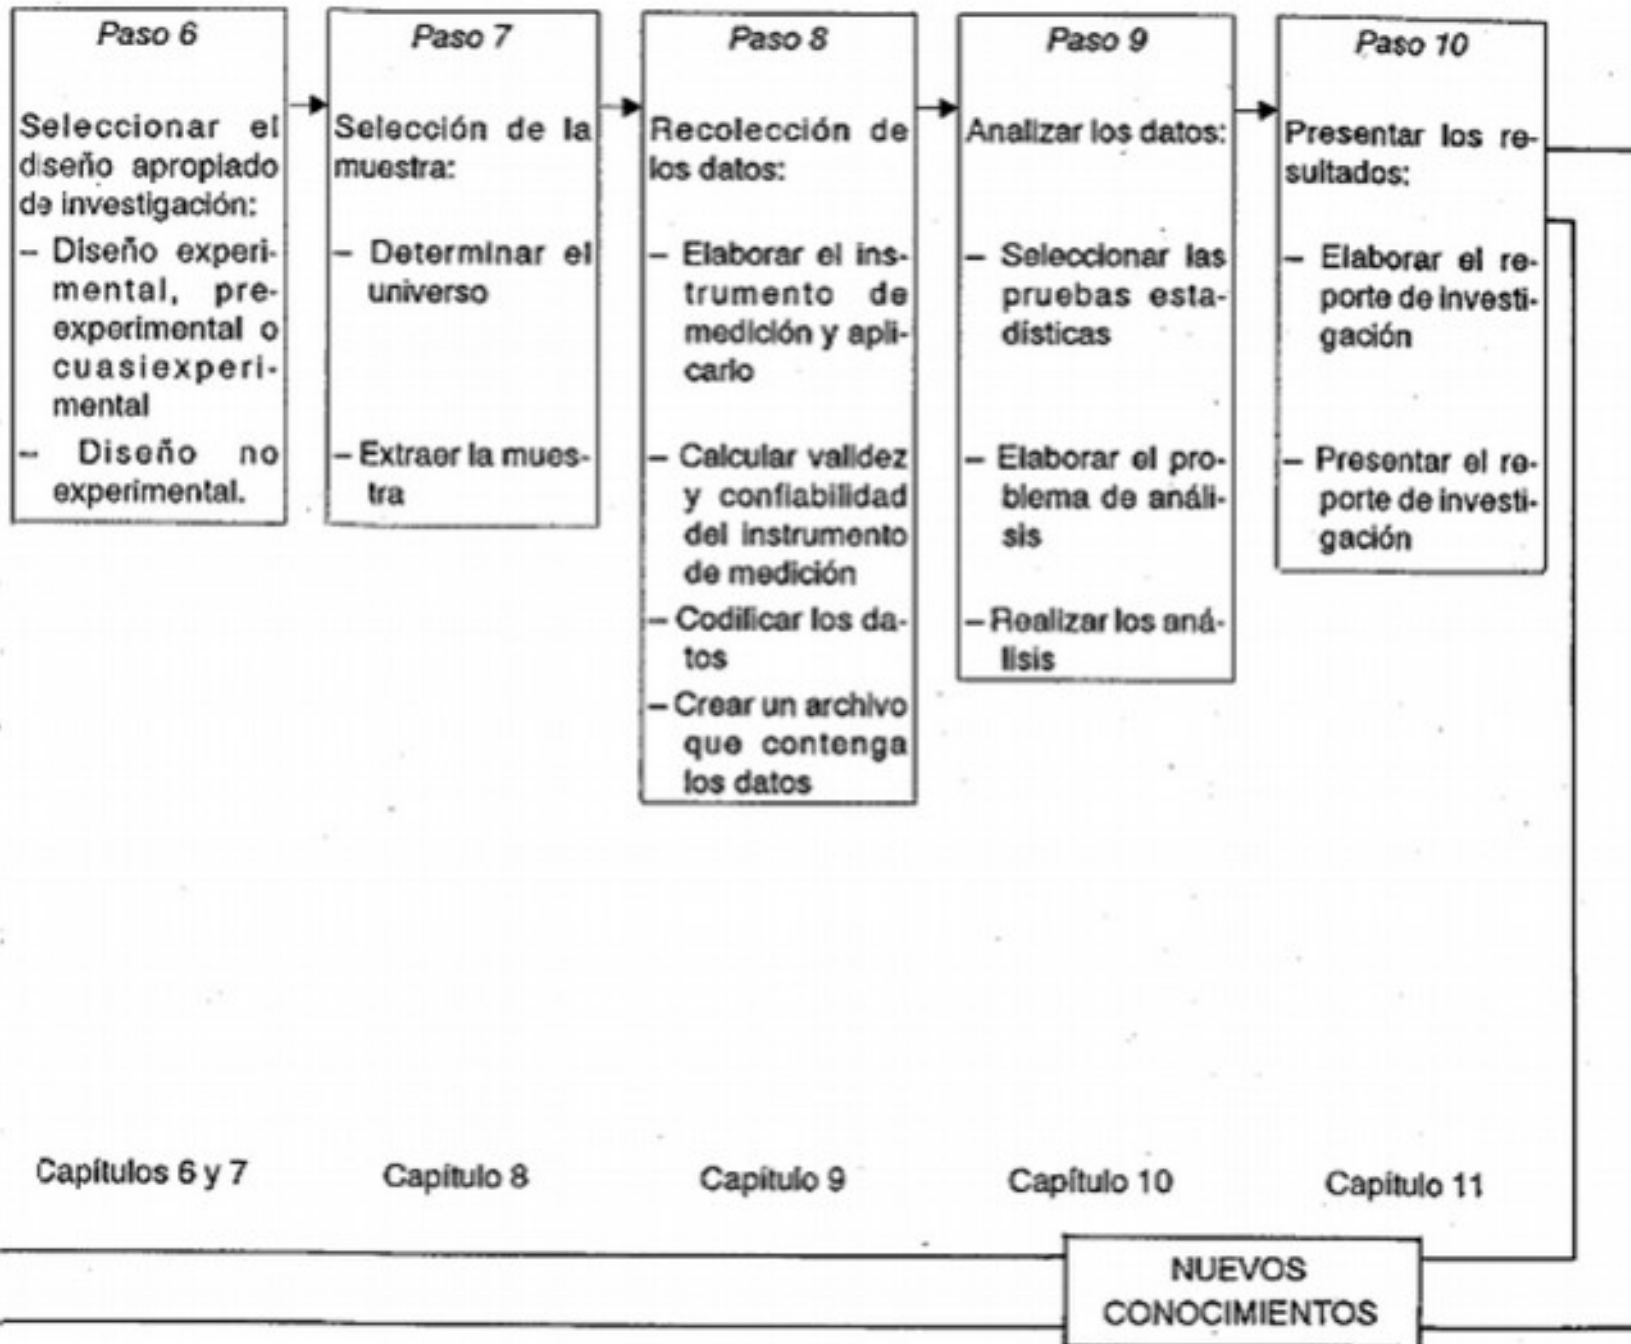 Paso 6
Seleccionar el
diseño apropiado
de investigación:
– Diseño experi-
mental, pre-
experimental o
cuasiexperi-
mental
– Diseño no
experimental.
Paso 7
Selección de la
muestra:
– Determinar el
universo
– Extraer la mues-
tra
Paso 8
Recolección de
los datos:
– Elaborar el ins-
trumento de
medición y apli-
carlo
– Calcular validez
y confiabilidad
del instrumento
de medición
– Codificar los da-
tos
– Crear un archivo
que contenga
los datos
Paso 9
Analizar los datos:
– Seleccionar las
pruebas esta-
dísticas
– Elaborar el pro-
blema de análi-
sis
– Realizar los aná-
lisis
Paso 10
Presentar los re-
sultados:
– Elaborar el re-
porte de investi-
gación
– Presentar el re-
porte de investi-
gación
Capítulos 6 y 7
Capítulo 8
Capítulo 9
Capítulo 10
Capítulo 11
NUEVOS
CONOCIMIENTOS